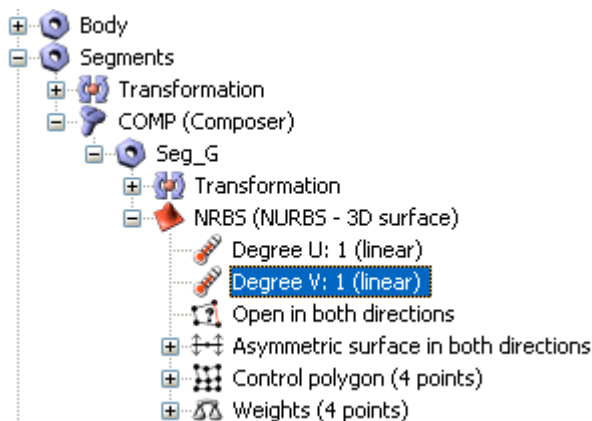 Body
Segments
Transformation
COMP (Composer)
Seg_G
Transformation
NRBS (NURBS - 3D surface)
Degree U: 1 (linear)
Degree V: 1 (linear)
Open in both directions
Asymmetric surface in both directions
Control polygon (4 points)
Weights (4 points)